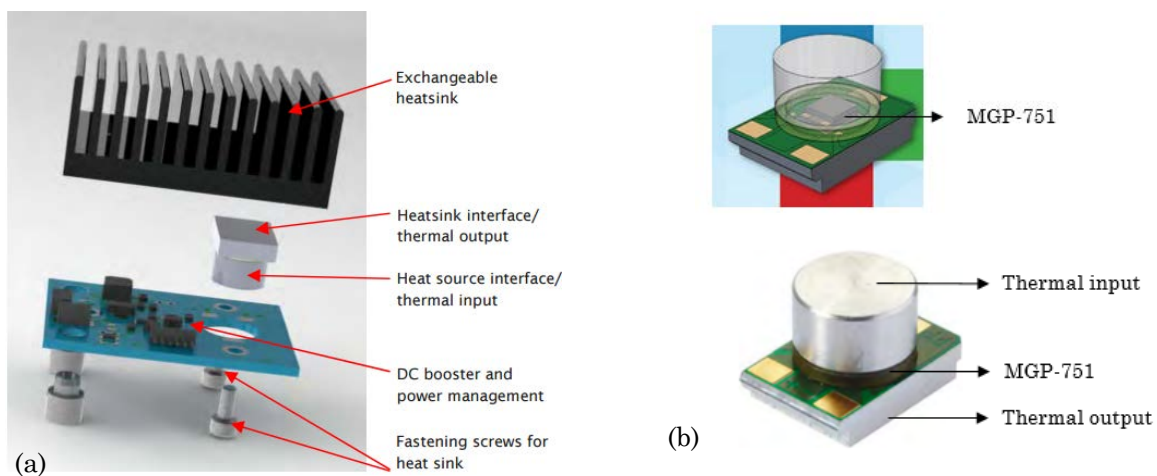 Exchangeable
heatsink
Heatsink interface/
thermal output
Heat source interface/
thermal input
DC booster and
power management
Fastening screws for
heat sink
(a)
MGP-751
Thermal input
MGP-751
Thermal output
(b)